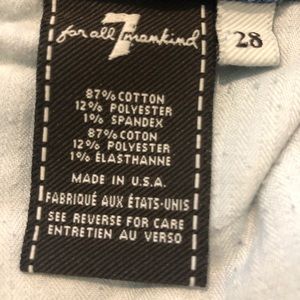 for all 7 mankind
28
87% COTTON
12% POLYESTER
1% SPANDEX
87% COTON
12% POLYESTER
1% ÉLASTHANNE
MADE IN U.S.A.
FABRIQUÉ AUX ÉTATS-UNIS
SEE REVERSE FOR CARE
ENTRETIEN AU VERSO